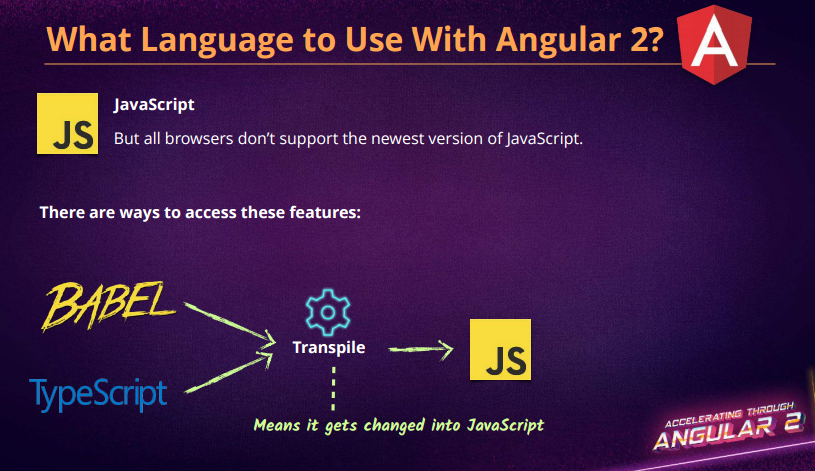 What Language to Use With Angular 2?
A
JS
JavaScript
But all browsers don't support the newest version of JavaScript.
There are ways to access these features:
BABEL
Transpile
JS
TypeScript
Means it gets changed into JavaScript
ACCELERATING THROUGH
ANGULAR 2